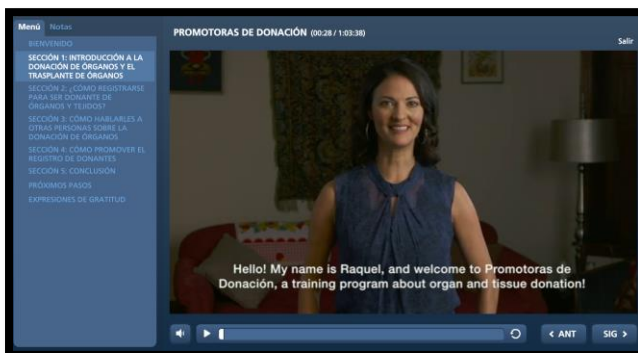 Menú Notas
BIENVENIDO
SECCIÓN 1: INTRODUCCIÓN A LA
DONACIÓN DE ÓRGANOS Y EL
TRASPLANTE DE ÓRGANOS
SECCIÓN 2: ¿CÓMO REGISTRARSE
PARA SER DONANTE DE
ÓRGANOS Y TEJIDOS?
SECCIÓN 3: CÓMO HABLARLES A
OTRAS PERSONAS SOBRE LA
DONACIÓN DE ÓRGANOS
SECCIÓN 4: CÓMO PROMOVER EL
REGISTRO DE DONANTES
SECCIÓN 5: CONCLUSIÓN
PRÓXIMOS PASOS
EXPRESIONES DE GRATITUD
PROMOTORAS DE DONACIÓN (00:28 / 1:03:38)
Salir
Hello! My name is Raquel, and welcome to Promotoras de
Donación, a training program about organ and tissue donation!
< ANT SIG >